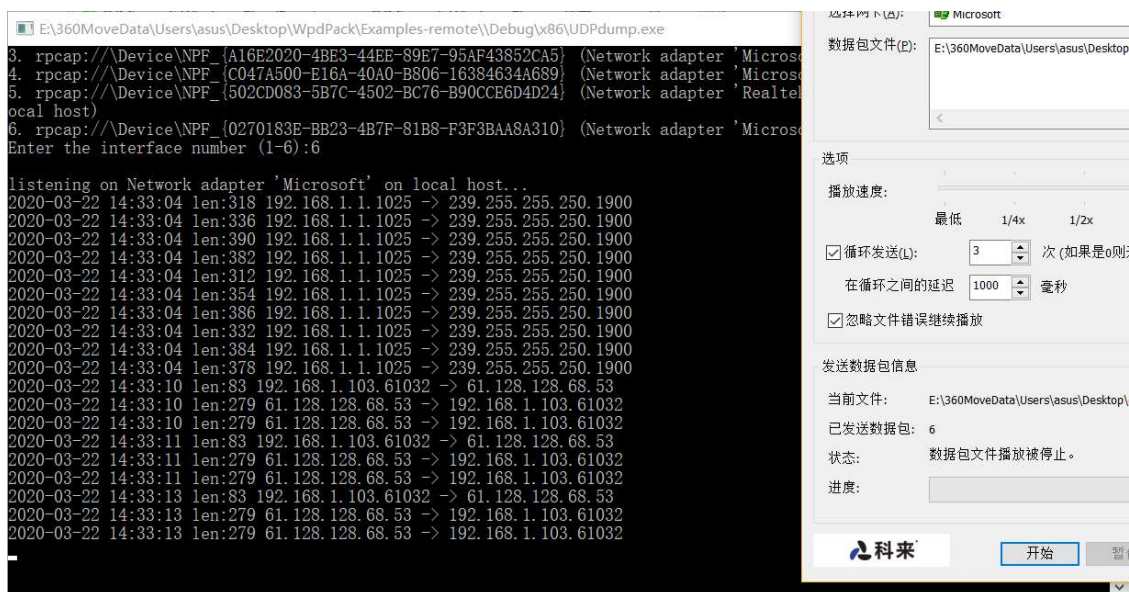 E:\360MoveData\Users\asus\Desktop\WpdPack\Examples-remote\\Debug\x86\UDPdump.exe
3. rpcap://\Device\NPF_{A16E2020-4BE3-44EE-89E7-95AF43852CA5} (Network adapter 'Micros
4. rpcap://\Device\NPF_{C047A500-E16A-40A0-B806-16384634A689} (Network adapter 'Micros
5. rpcap://\Device\NPF_{502CD083-5B7C-4502-BC76-B90CCE6D4D24} (Network adapter 'Realte
ocal host)
6. rpcap://\Device\NPF_{0270183E-BB23-4B7F-81B8-F3F3BAA8A310} (Network adapter 'Micros
Enter the interface number (1-6):6
listening on Network adapter 'Microsoft' on local host...
2020-03-22 14:33:04 len:318 192.168.1.1.1025 -> 239.255.255.250.1900
2020-03-22 14:33:04 len:336 192.168.1.1.1025 -> 239.255.255.250.1900
2020-03-22 14:33:04 len:390 192.168.1.1.1025 -> 239.255.255.250.1900
2020-03-22 14:33:04 len:382 192.168.1.1.1025 -> 239.255.255.250.1900
2020-03-22 14:33:04 len:312 192.168.1.1.1025 -> 239.255.255.250.1900
2020-03-22 14:33:04 len:354 192.168.1.1.1025 -> 239.255.255.250.1900
2020-03-22 14:33:04 len:386 192.168.1.1.1025 -> 239.255.255.250.1900
2020-03-22 14:33:04 len:332 192.168.1.1.1025 -> 239.255.255.250.1900
2020-03-22 14:33:04 len:384 192.168.1.1.1025 -> 239.255.255.250.1900
2020-03-22 14:33:04 len:378 192.168.1.1.1025 -> 239.255.255.250.1900
2020-03-22 14:33:10 len:83 192.168.1.103.61032 -> 61.128.128.68.53
2020-03-22 14:33:10 len:279 61.128.128.68.53 -> 192.168.1.103.61032
2020-03-22 14:33:10 len:279 61.128.128.68.53 -> 192.168.1.103.61032
2020-03-22 14:33:11 len:83 192.168.1.103.61032 -> 61.128.128.68.53
2020-03-22 14:33:11 len:279 61.128.128.68.53 -> 192.168.1.103.61032
2020-03-22 14:33:11 len:279 61.128.128.68.53 -> 192.168.1.103.61032
2020-03-22 14:33:13 len:83 192.168.1.103.61032 -> 61.128.128.68.53
2020-03-22 14:33:13 len:279 61.128.128.68.53 -> 192.168.1.103.61032
2020-03-22 14:33:13 len:279 61.128.128.68.53 -> 192.168.1.103.61032
选择网卡(A): Microsoft
数据包文件(P): E:\360MoveData\Users\asus\Desktop
选项
播放速度:
最低 1/4x 1/2x
循环发送(L): 3 次 (如果是0则
在循环之间的延迟 1000 毫秒
忽略文件错误继续播放
发送数据包信息
当前文件: E:\360MoveData\Users\asus\Desktop\
已发送数据包: 6
状态: 数据包文件播放被停止。
进度:
科来 开始 暂